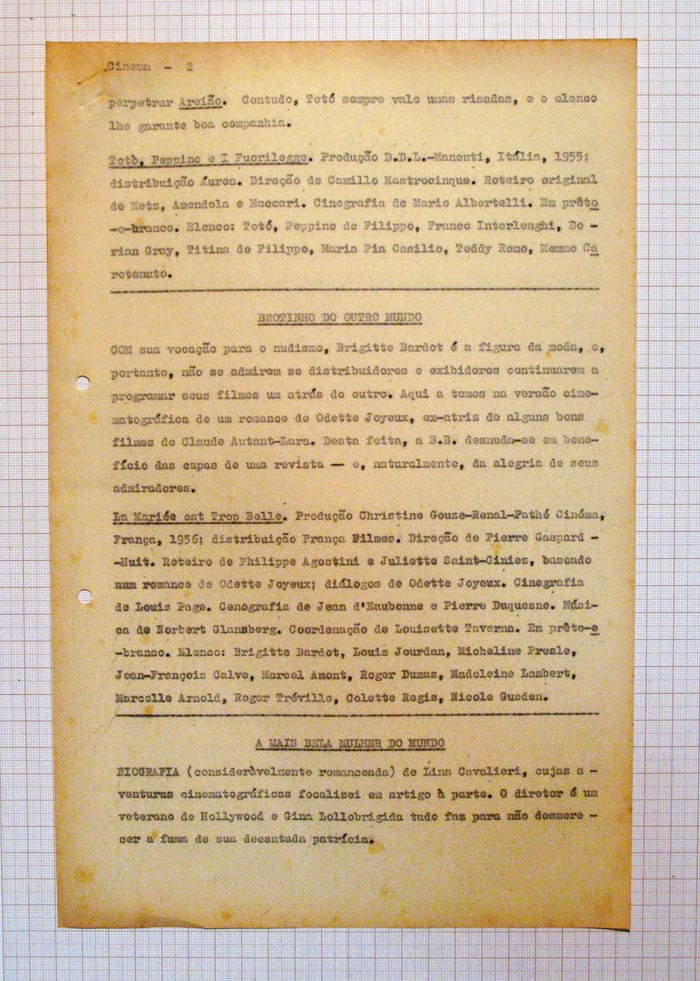 Cinema - 2
perpetrar Areião. Contudo, Totó sempre vale umas risadas, e o elenco
lhe garante boa companhia.
Totò, Peppino e I Fuorilegge. Produção D.D.L.-Manenti, Itália, 1955;
distribuição Áurea. Direção de Camillo Mastrocinque. Roteiro original
de Metz, Amendola e Maccari. Cinegrafia de Mario Albertelli. Em prêto
-e-branco. Elenco: Totó, Peppino de Filippo, Franco Interlenghi, Do -
rian Gray, Titina de Filippo, Maria Pia Casilio, Teddy Reno, Memmo Ca
rotenuto.
BROTINHO DO OUTRO MUNDO
COM sua vocação para o nudismo, Brigitte Bardot é a figura da moda, e,
portanto, não se admirem se distribuidores e exibidores continuarem a
programar seus filmes um atrás do outro. Aqui a temos na versão cine-
matográfica de um romance de Odette Joyeux, ex-atriz de alguns bons
filmes de Claude Autant-Lara. Desta feita, a B.B. desnuda-se em bene-
fício das capas de uma revista — e, naturalmente, da alegria de seus
admiradores.
La Mariée est Trop Belle. Produção Christine Gouze-Renal-Pathé Cinéma,
França, 1956; distribuição França Filmes. Direção de Pierre Gaspard -
-Huit. Roteiro de Philippe Agostini e Juliette Saint-Giniez, baseado
num romance de Odette Joyeux; diálogos de Odette Joyeux. Cinegrafia
de Louis Page. Cenografia de Jean d'Eaubonne e Pierre Duquesne. Músi-
ca de Norbert Glansberg. Coordenação de Louisette Taverna. Em prêto-e
-branco. Elenco: Brigitte Bardot, Louis Jourdan, Micheline Presle,
Jean-François Calve, Marcel Amont, Roger Dumas, Madeleine Lambert,
Marcelle Arnold, Roger Tréville, Colette Regis, Nicole Gueden.
A MAIS BELA MULHER DO MUNDO
BIOGRAFIA (consideràvelmente romanceada) de Lina Cavalieri, cujas a -
venturas cinematográficas focalizei em artigo à parte. O diretor é um
veterano de Hollywood e Gina Lollobrigida tudo faz para não desmere -
cer a fama de sua decantada patrícia.